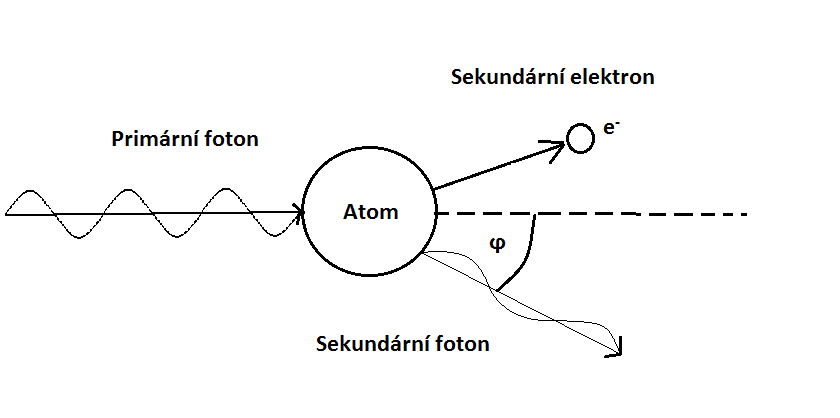 Sekundární elektron
e-
Primární foton
Atom
φ
Sekundární foton